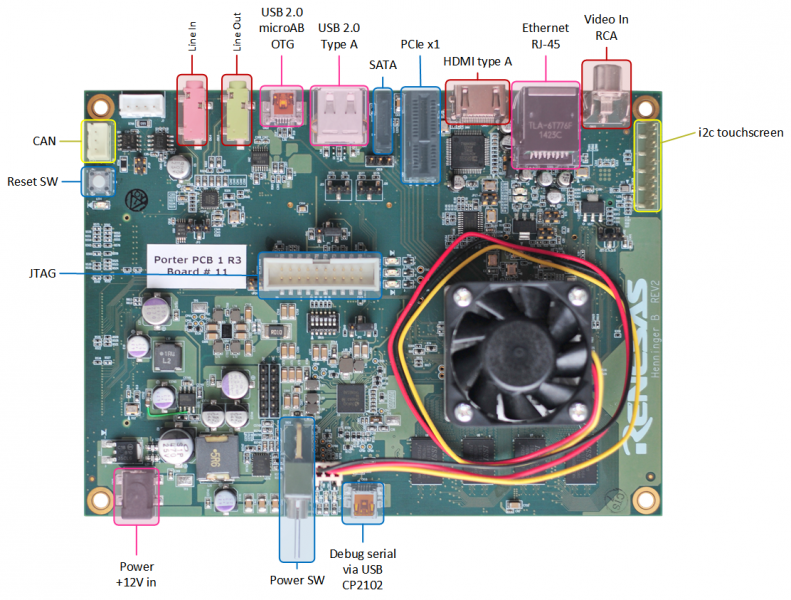 Line In
Line Out
USB 2.0
microAB
OTG
USB 2.0
Type A
SATA
PCIe x1
HDMI type A
Ethernet
RJ-45
Video In
RCA
TLA-6T776F
CAN
i2c touchscreen
Reset SW
Porter PCB 1 R3
Board # 11
JTAG
RENESAS
Henninger B REV2
Power
+12V in
Power SW
Debug serial
via USB
CP2102